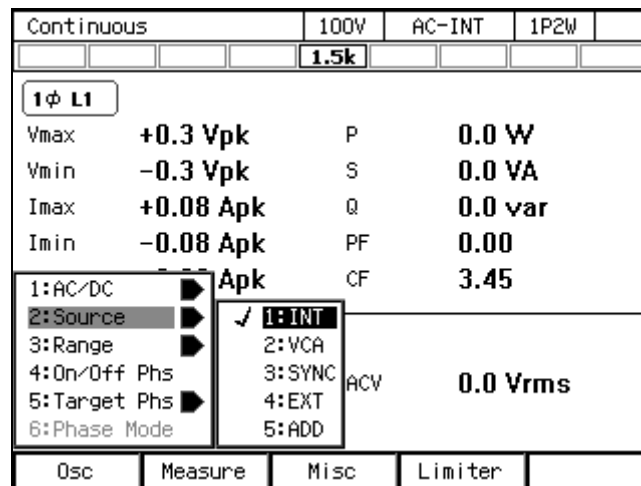 Continuous 100V AC-INT 1P2W
1.5k
1ϕ L1
Vmax +0.3 Vpk P 0.0 W
Vmin −0.3 Vpk S 0.0 VA
Imax +0.08 Apk Q 0.0 var
Imin −0.08 Apk PF 0.00
Apk CF 3.45
1:AC/DC
2:Source ✓ 1:INT
3:Range 2:VCA
4:On/Off Phs 3:SYNC ACV 0.0 Vrms
5:Target Phs 4:EXT
6:Phase Mode 5:ADD
Osc Measure Misc Limiter